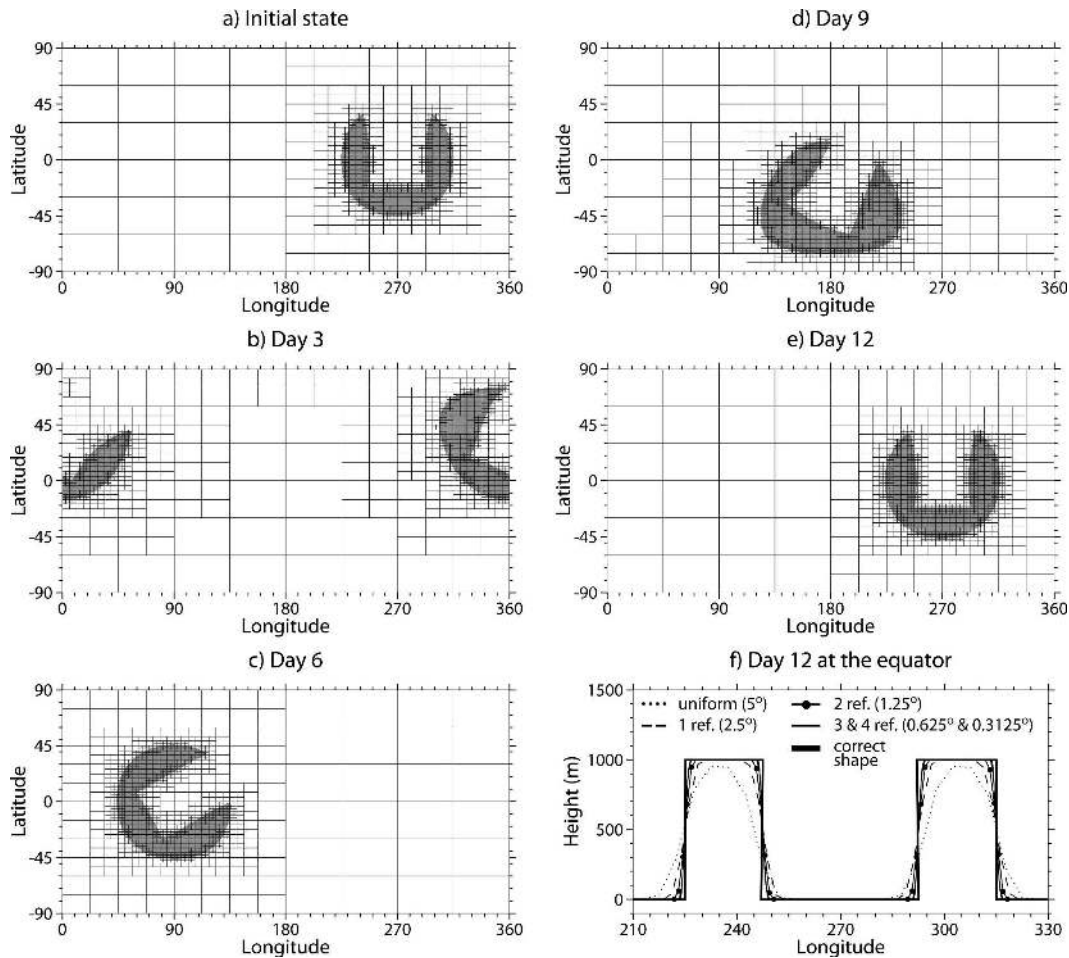 a) Initial state
90
45
0
-45
-90
Latitude
0 90 180 270 360
Longitude
b) Day 3
90
45
0
-45
-90
Latitude
0 90 180 270 360
Longitude
c) Day 6
90
45
0
-45
-90
Latitude
0 90 180 270 360
Longitude
d) Day 9
90
45
0
-45
-90
Latitude
0 90 180 270 360
Longitude
e) Day 12
90
45
0
-45
-90
Latitude
0 90 180 270 360
Longitude
f) Day 12 at the equator
1500
1000
500
0
Height (m)
uniform (5°)
1 ref. (2.5°)
2 ref. (1.25°)
3 & 4 ref. (0.625° & 0.3125°)
correct
shape
210 240 270 300 330
Longitude